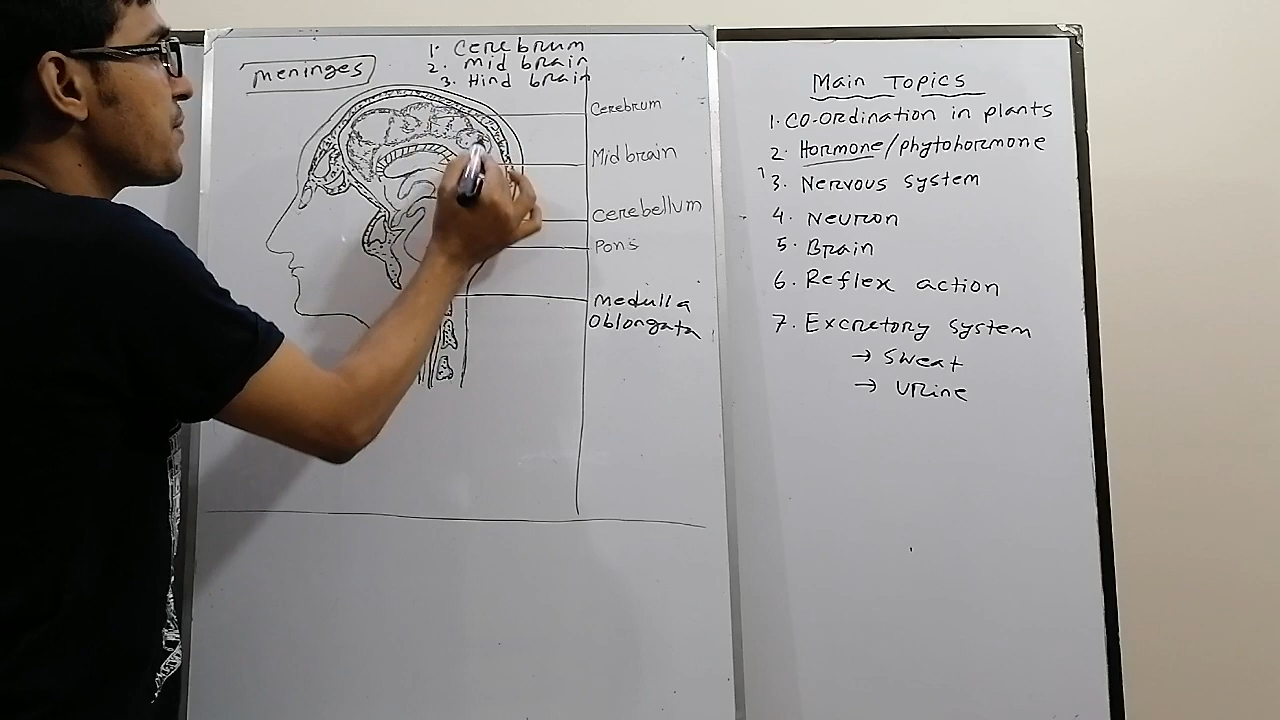 Meninges
1. Cerebrum
2. Mid brain
3. Hind brain
Cerebrum
Mid brain
Cerebellum
Pons
Medulla
Oblongata
Main Topics
1. CO-Ordination in plants
2. Hormone/phytohormone
3. Nervous system
4. Neuron
5. Brain
6. Reflex action
7. Excretory system
→ Sweat
→ Urine